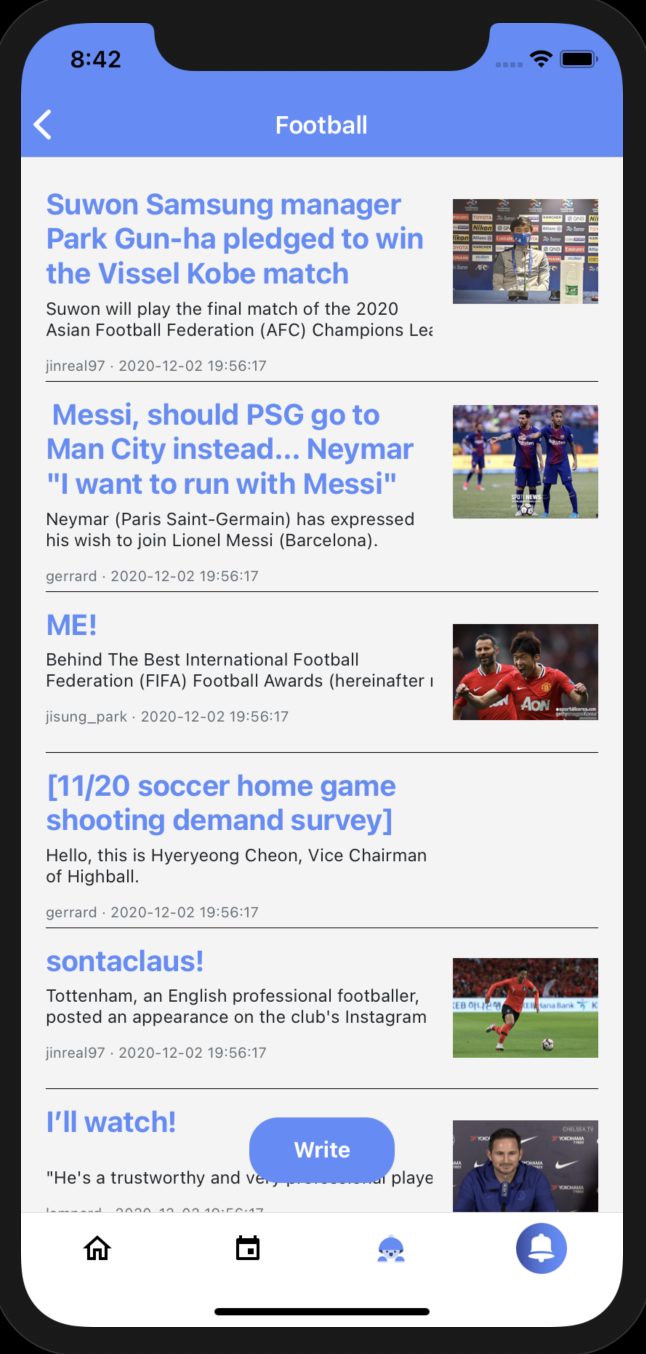 8:42
Football
Suwon Samsung manager
Park Gun-ha pledged to win
the Vissel Kobe match
Suwon will play the final match of the 2020
Asian Football Federation (AFC) Champions Lea
jinreal97 · 2020-12-02 19:56:17
Messi, should PSG go to
Man City instead... Neymar
"I want to run with Messi"
Neymar (Paris Saint-Germain) has expressed
his wish to join Lionel Messi (Barcelona).
gerrard · 2020-12-02 19:56:17
ME!
Behind The Best International Football
Federation (FIFA) Football Awards (hereinafter
AON
AON
jisung_park · 2020-12-02 19:56:17
[11/20 soccer home game
shooting demand survey]
Hello, this is Hyeryeong Cheon, Vice Chairman
of Highball.
gerrard · 2020-12-02 19:56:17
sontaclaus!
Tottenham, an English professional footballer,
posted an appearance on the club's Instagram
jinreal97 · 2020-12-02 19:56:17
I'll watch!
CHELSEA TV
YOKOHAMA
Write
"He's a trustworthy and very professional playe
lampard · 2020-12-02 19:56:17